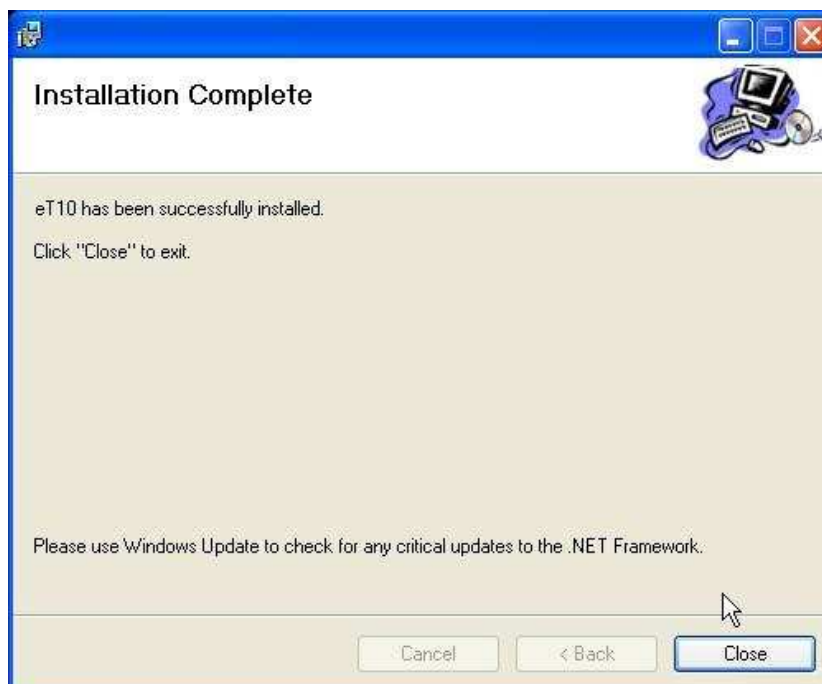 Installation Complete
eT10 has been successfully installed.
Click "Close" to exit.
Please use Windows Update to check for any critical updates to the .NET Framework.
Cancel
< Back
Close